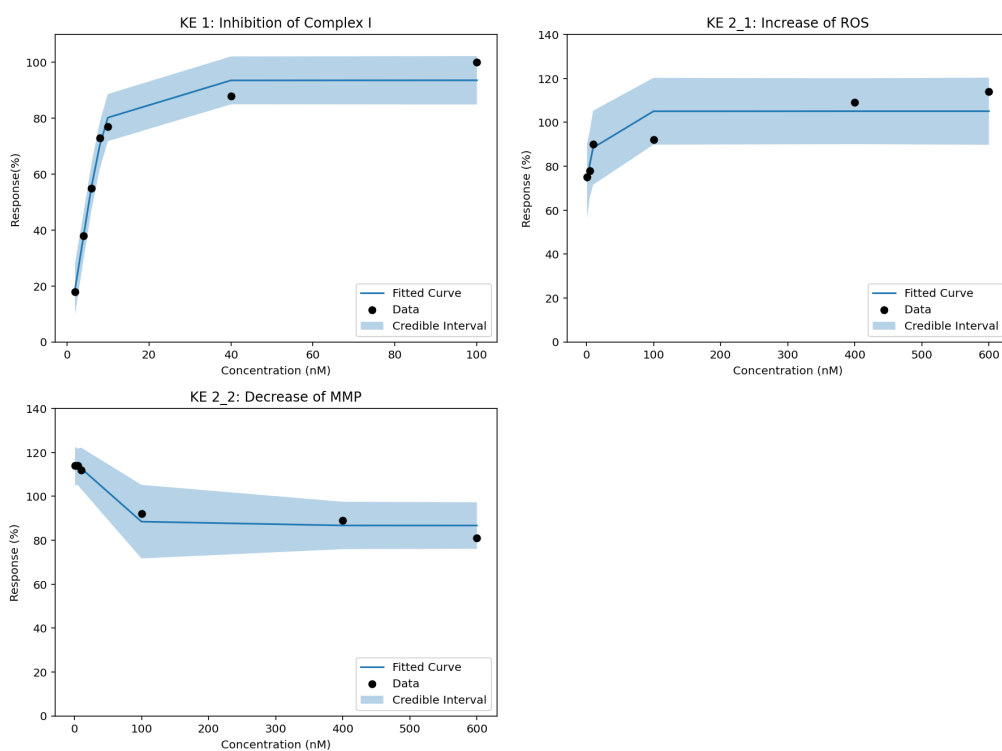 KE 1: Inhibition of Complex I
Response(%)
100
80
60
40
20
0
0 20 40 60 80 100
Concentration (nM)
Fitted Curve
Data
Credible Interval
KE 2_1: Increase of ROS
Response (%)
140
120
100
80
60
40
20
0
0 100 200 300 400 500 600
Concentration (nM)
Fitted Curve
Data
Credible Interval
KE 2_2: Decrease of MMP
Response (%)
140
120
100
80
60
40
20
0
0 100 200 300 400 500 600
Concentration (nM)
Fitted Curve
Data
Credible Interval